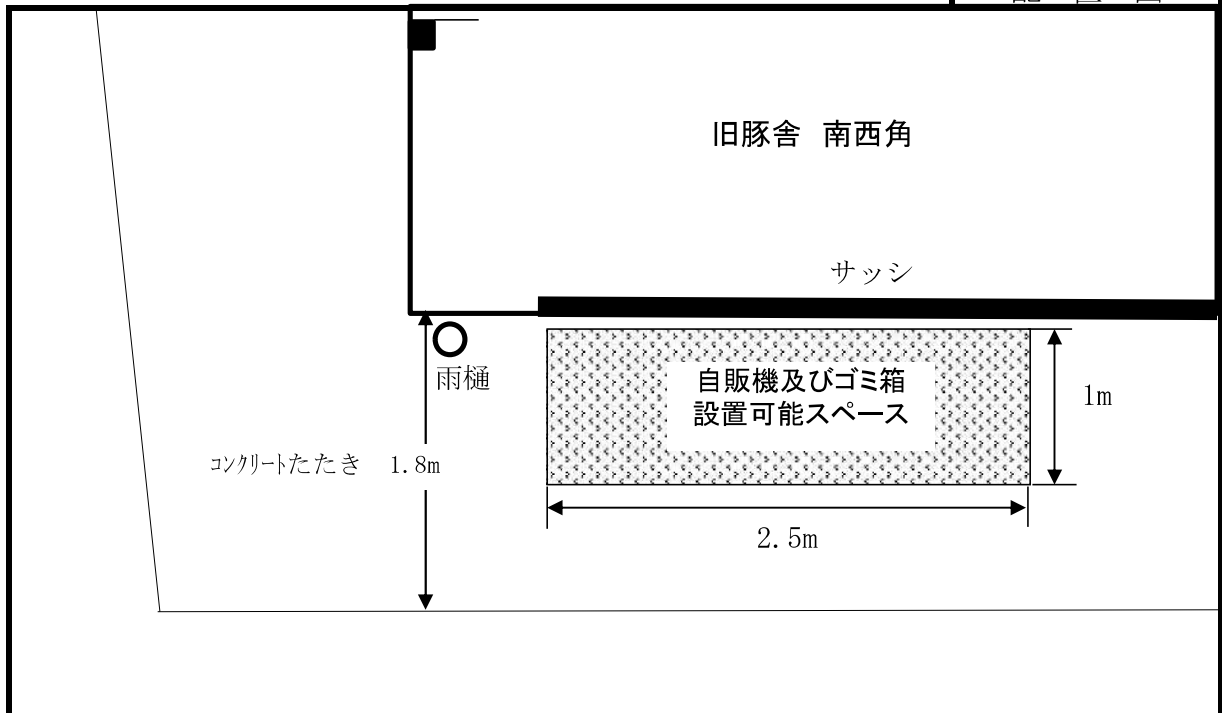 旧豚舎 南西角
サッシ
雨樋
自販機及びゴミ箱
設置可能スペース
1m
コンクリートたたき 1.8m
2.5m